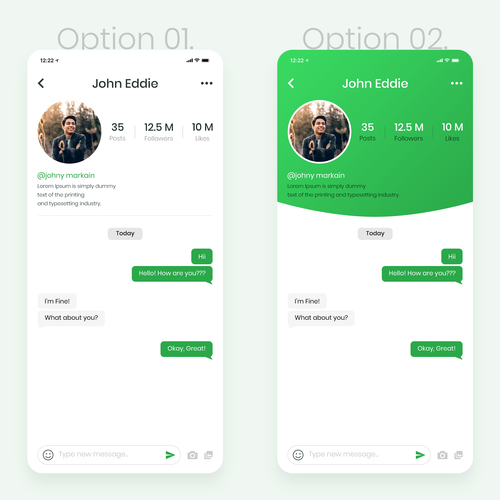 Option 01.
12:22
John Eddie
35
12.5 M
10 M
Posts
Followers
Likes
@johny markain
Lorem Ipsum is simply dummy
text of the printing
and typesetting industry.
Today
Hii
Hello! How are you???
I'm Fine!
What about you?
Okay, Great!
Type new message..
Option 02.
12:22
John Eddie
35
12.5 M
10 M
Posts
Followers
Likes
@johny markain
Lorem Ipsum is simply dummy
text of the printing
and typesetting industry.
Today
Hii
Hello! How are you???
I'm Fine!
What about you?
Okay, Great!
Type new message..